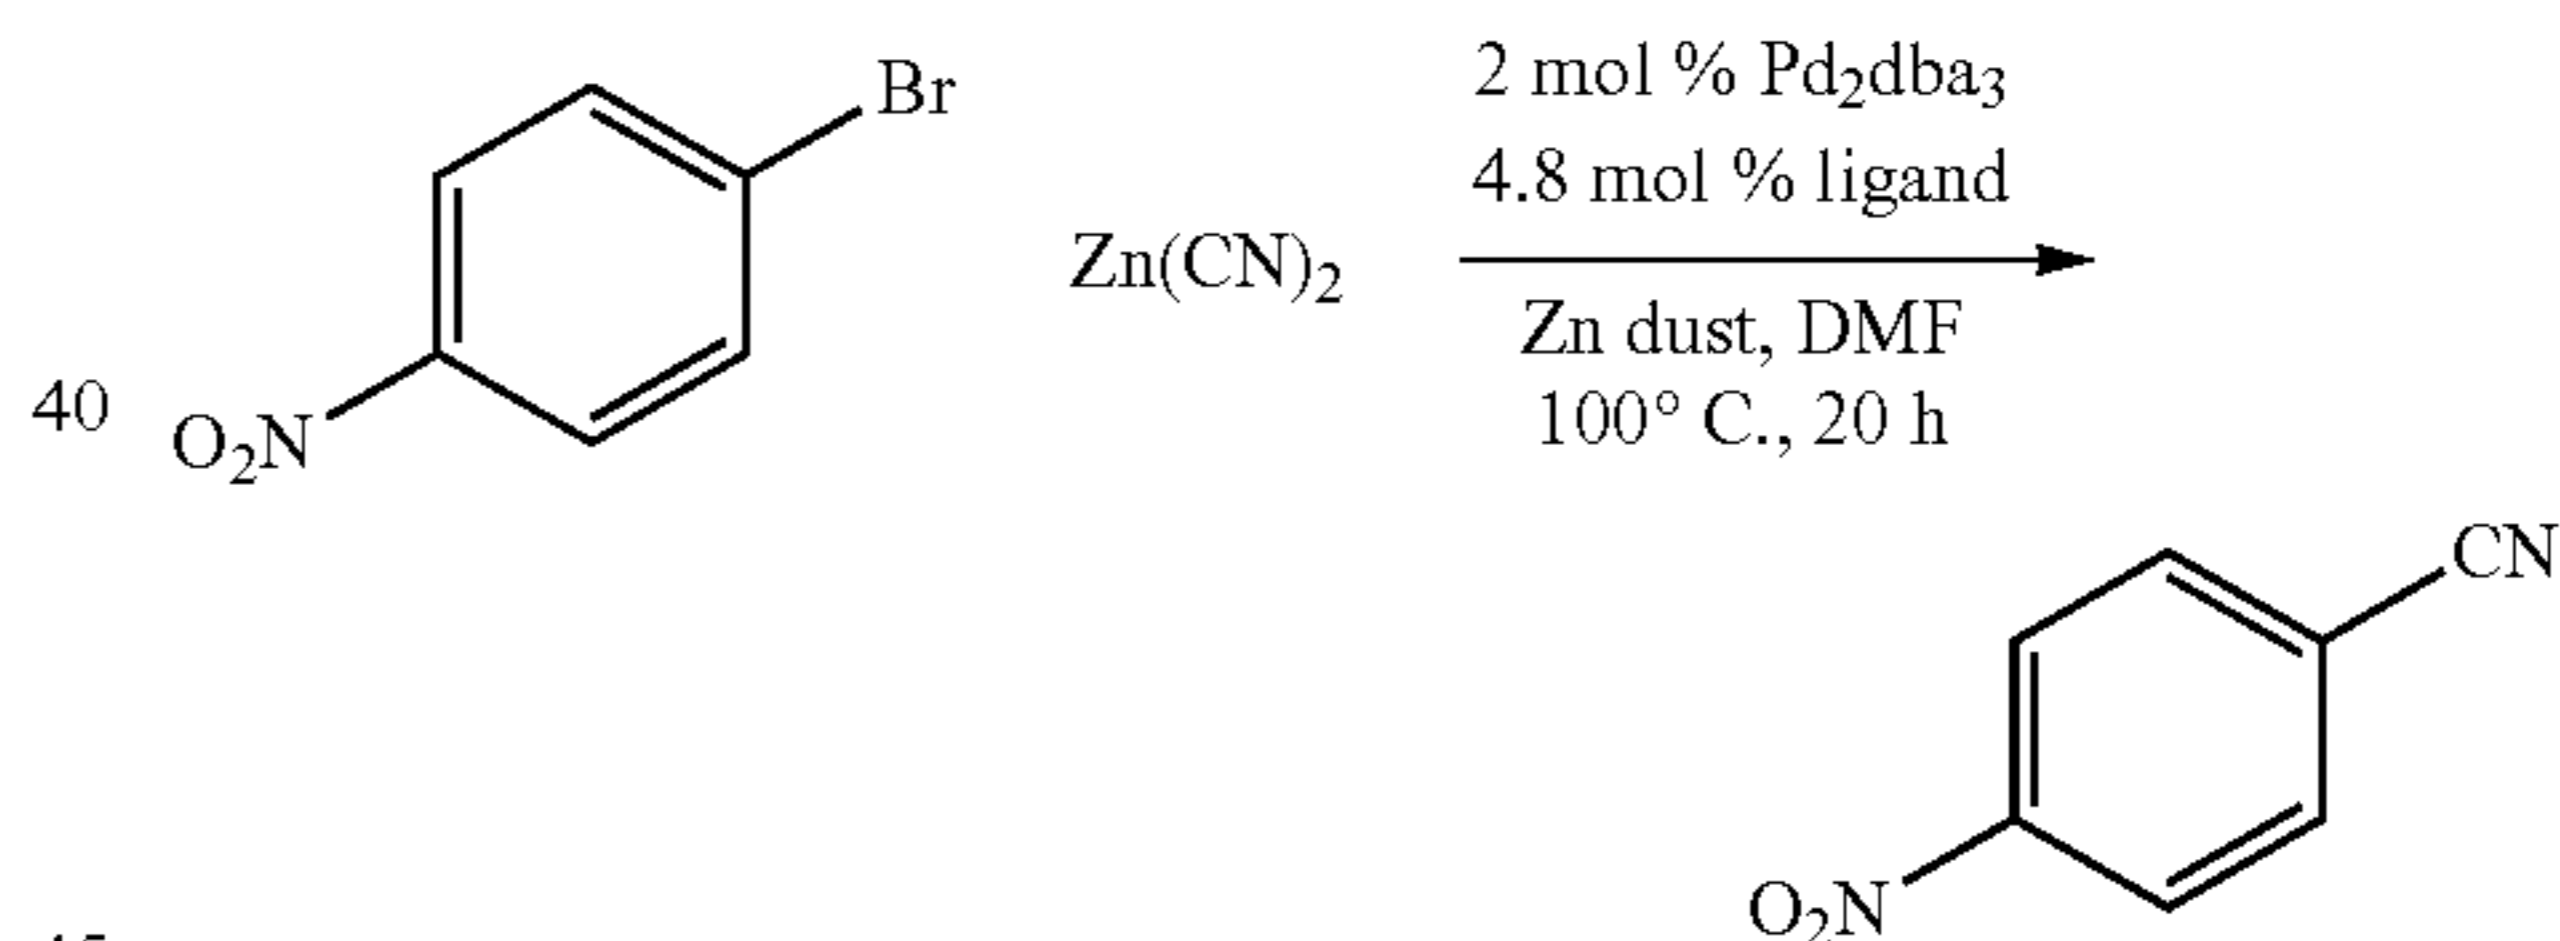 Br
2 mol % Pd₂dba₃
4.8 mol % ligand
Zn(CN)₂
Zn dust, DMF
100° C., 20 h
40
O₂N
CN
O₂N